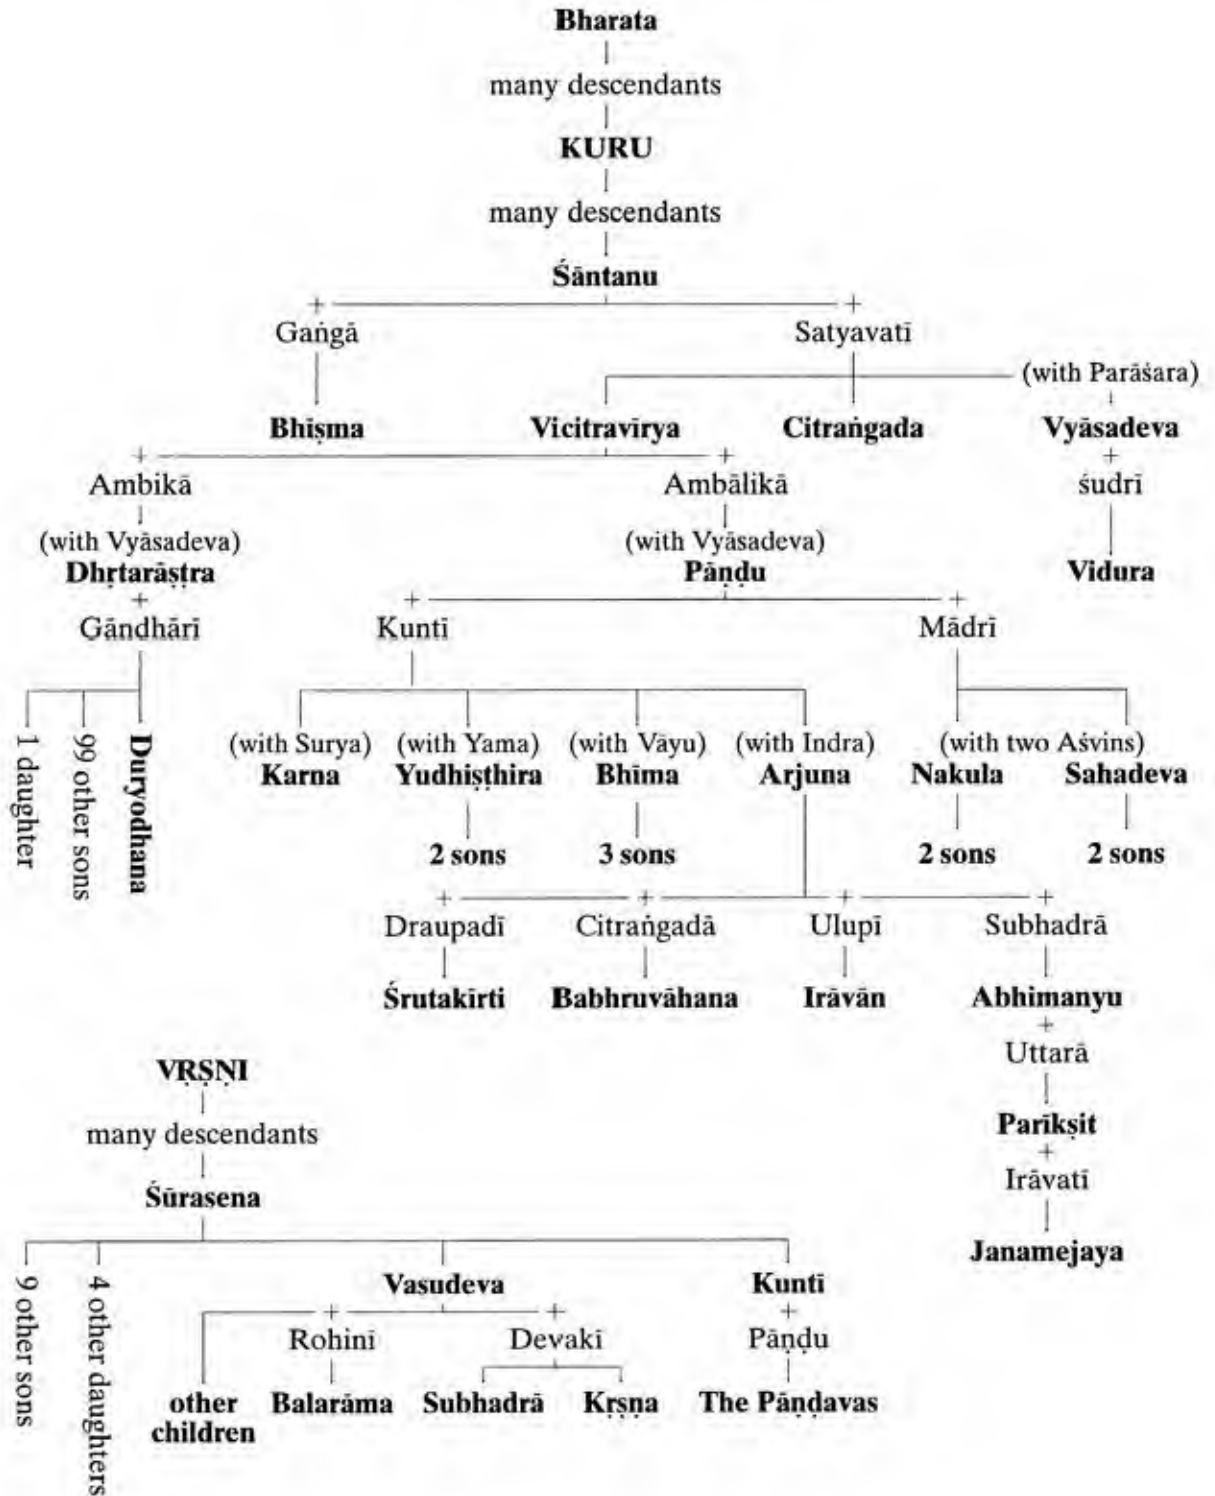 Bharata
many descendants
KURU
many descendants
Śāntanu
Gaṅgā Satyavatī
(with Parāśara)
Bhīṣma Vicitravīrya Citraṅgada Vyāsadeva
Ambikā Ambālikā śudrī
(with Vyāsadeva) (with Vyāsadeva)
Dhṛtarāṣṭra Pāṇḍu Vidura
Gāndhārī Kuntī Mādrī
1 daughter
99 other sons
Duryodhana
(with Surya) (with Yama) (with Vāyu) (with Indra) (with two Aśvins)
Karna Yudhiṣṭhira Bhīma Arjuna Nakula Sahadeva
2 sons 3 sons 2 sons 2 sons
Draupadī Citraṅgadā Ulupī Subhadrā
Śrutakīrti Babhruvāhana Irāvān Abhimanyu
Uttarā
Parīkṣit
Irāvatī
Janamejaya
VṚṢṆI
many descendants
Śūrasena
9 other sons
4 other daughters
Vasudeva Kuntī
Rohinī Devakī Pāṇḍu
other Balarāma Subhadrā Kṛṣṇa The Pāṇḍavas
children